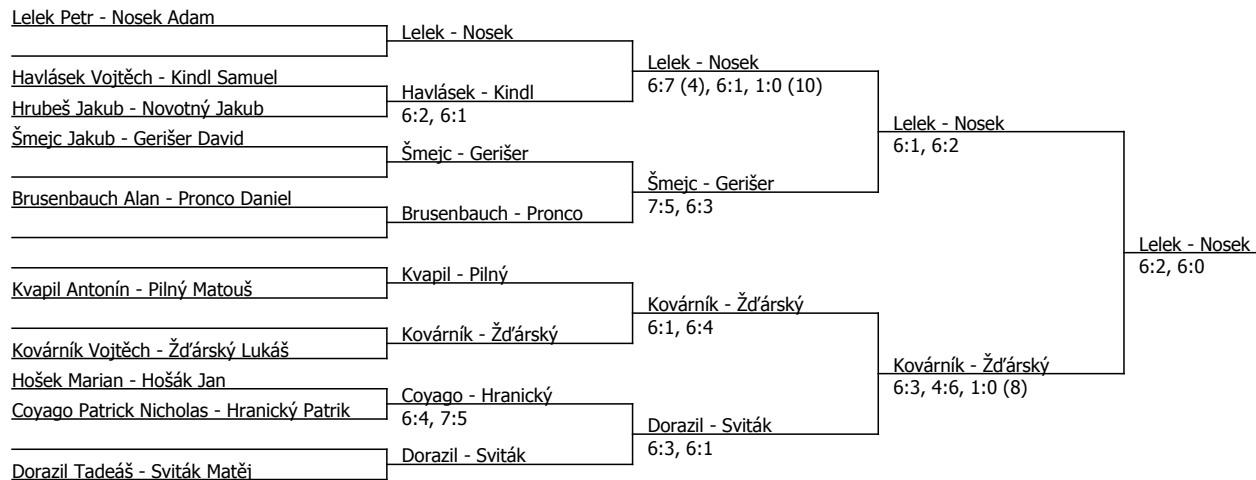 Lelek Petr - Nosek Adam
Havlásek Vojtěch - Kindl Samuel
Hrubeš Jakub - Novotný Jakub
Šmejc Jakub - Gerišer David
Brusenbauch Alan - Pronco Daniel
Kvapil Antonín - Pilný Matouš
Kovárník Vojtěch - Žďárský Lukáš
Hošek Marian - Hošák Jan
Coyago Patrick Nicholas - Hranický Patrik
Dorazil Tadeáš - Sviták Matěj
Lelek - Nosek
Havlásek - Kindl
6:2, 6:1
Šmejc - Gerišer
Brusenbauch - Pronco
Kvapil - Pilný
Kovárník - Žďárský
Coyago - Hranický
6:4, 7:5
Dorazil - Sviták
Lelek - Nosek
6:7 (4), 6:1, 1:0 (10)
Šmejc - Gerišer
7:5, 6:3
Kovárník - Žďárský
6:1, 6:4
Dorazil - Sviták
6:3, 6:1
Lelek - Nosek
6:1, 6:2
Kovárník - Žďárský
6:3, 4:6, 1:0 (8)
Lelek - Nosek
6:2, 6:0